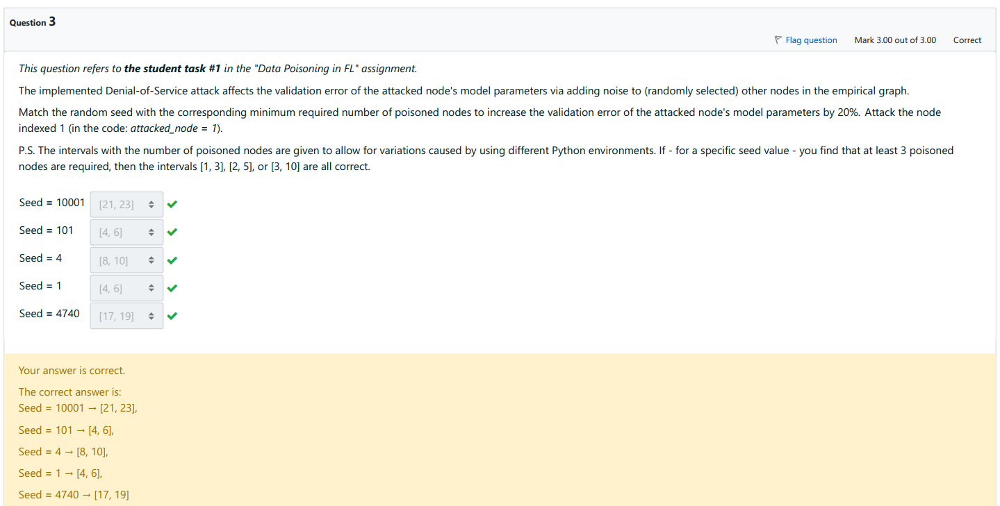 Question 3
Flag question Mark 3.00 out of 3.00 Correct
This question refers to the student task #1 in the "Data Poisoning in FL" assignment.
The implemented Denial-of-Service attack affects the validation error of the attacked node's model parameters via adding noise to (randomly selected) other nodes in the empirical graph.
Match the random seed with the corresponding minimum required number of poisoned nodes to increase the validation error of the attacked node's model parameters by 20%. Attack the node
indexed 1 (in the code: attacked_node = 1).
P.S. The intervals with the number of poisoned nodes are given to allow for variations caused by using different Python environments. If - for a specific seed value - you find that at least 3 poisoned
nodes are required, then the intervals [1, 3], [2, 5], or [3, 10] are all correct.
Seed = 10001 [21, 23]
Seed = 101 [4, 6]
Seed = 4 [8, 10]
Seed = 1 [4, 6]
Seed = 4740 [17, 19]
Your answer is correct.
The correct answer is:
Seed = 10001 → [21, 23],
Seed = 101 → [4, 6],
Seed = 4 → [8, 10],
Seed = 1 → [4, 6],
Seed = 4740 → [17, 19]